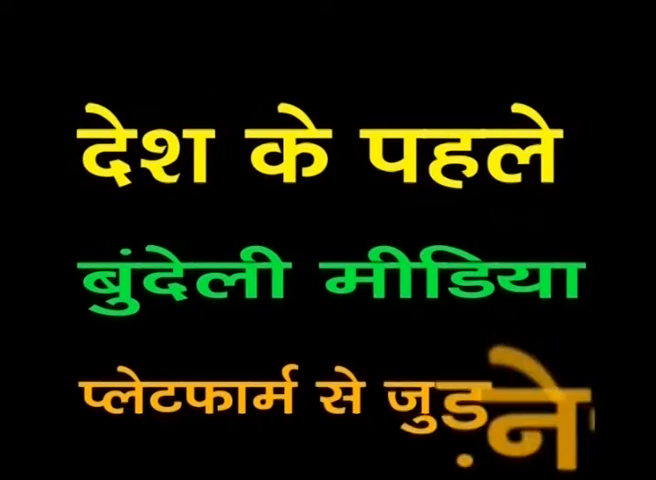 देश के पहले
बुंदेली मीडिया
प्लेटफार्म से जुड़ने